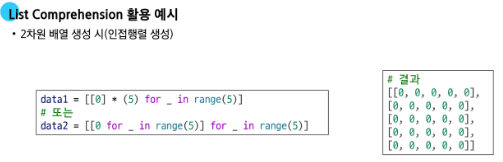 List Comprehension 활용 예시
• 2차원 배열 생성 시(인접행렬 생성)
data1 = [[0] * (5) for _ in range(5)]
# 또는
data2 = [[0 for _ in range(5)] for _ in range(5)]
# 결과
[[0, 0, 0, 0, 0],
[0, 0, 0, 0, 0],
[0, 0, 0, 0, 0],
[0, 0, 0, 0, 0],
[0, 0, 0, 0, 0]]